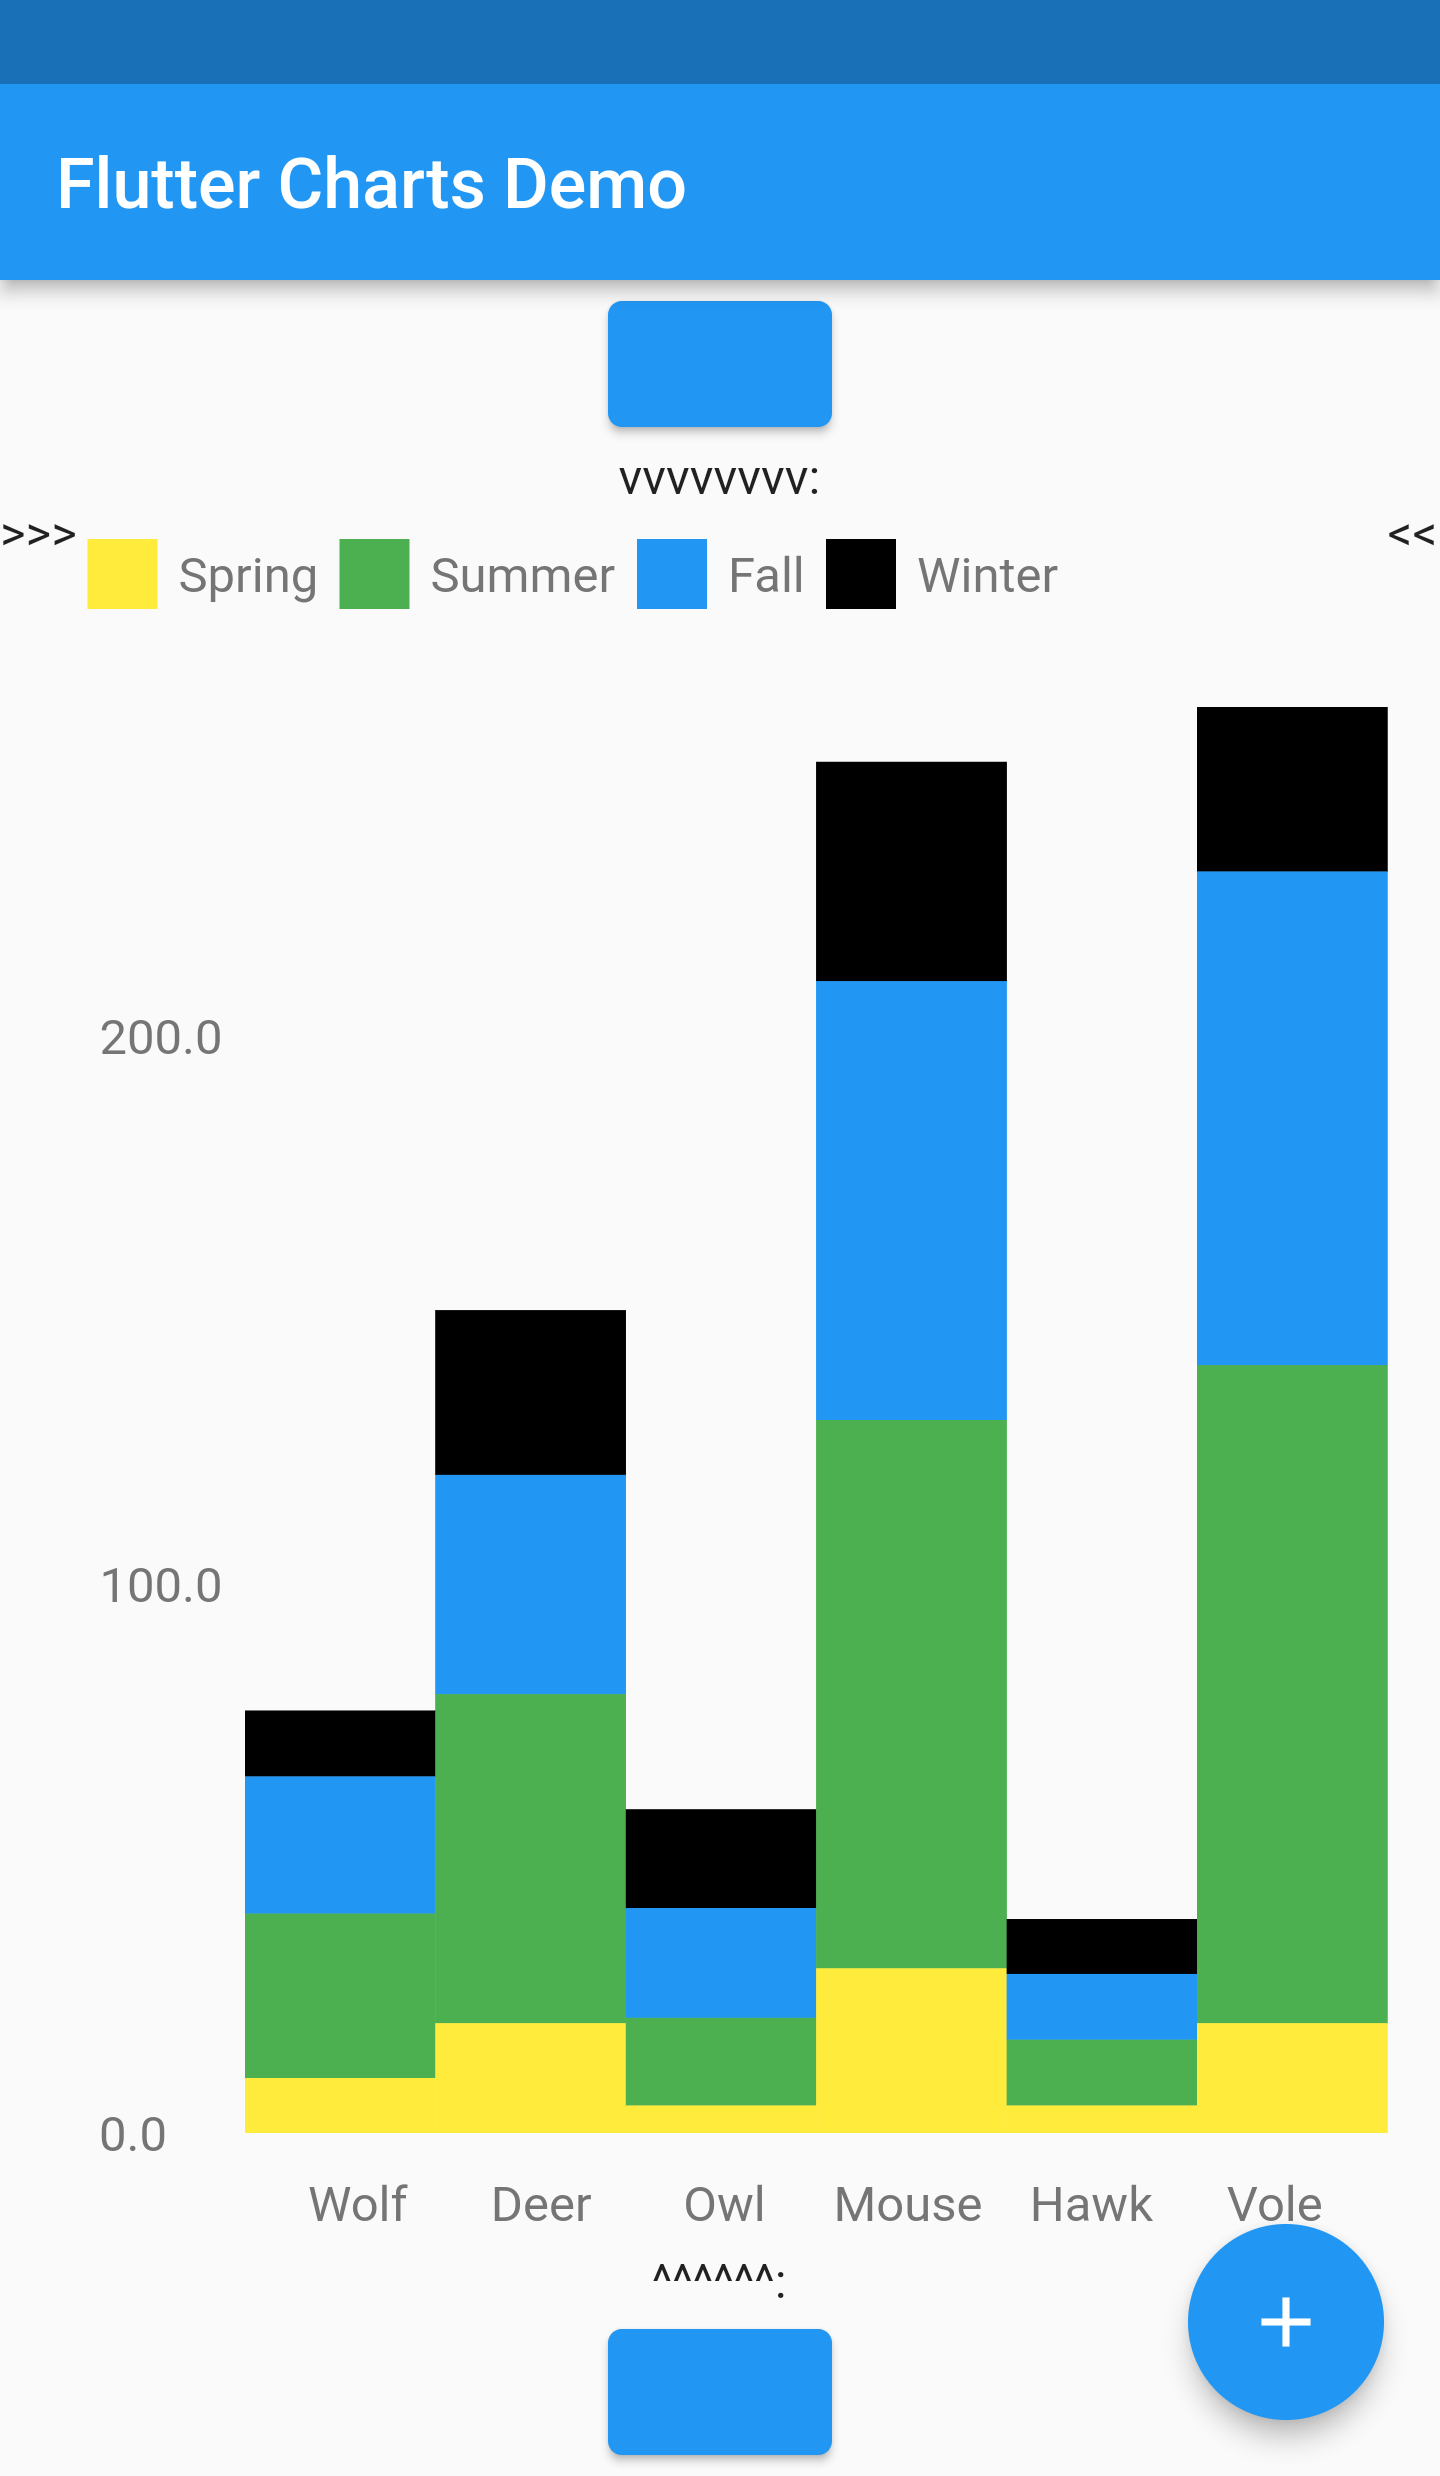 Flutter Charts Demo
vvvvvvvv:
>>> <<
Spring Summer Fall Winter
200.0
100.0
0.0
Wolf Deer Owl Mouse Hawk Vole
^^^^^^:
+